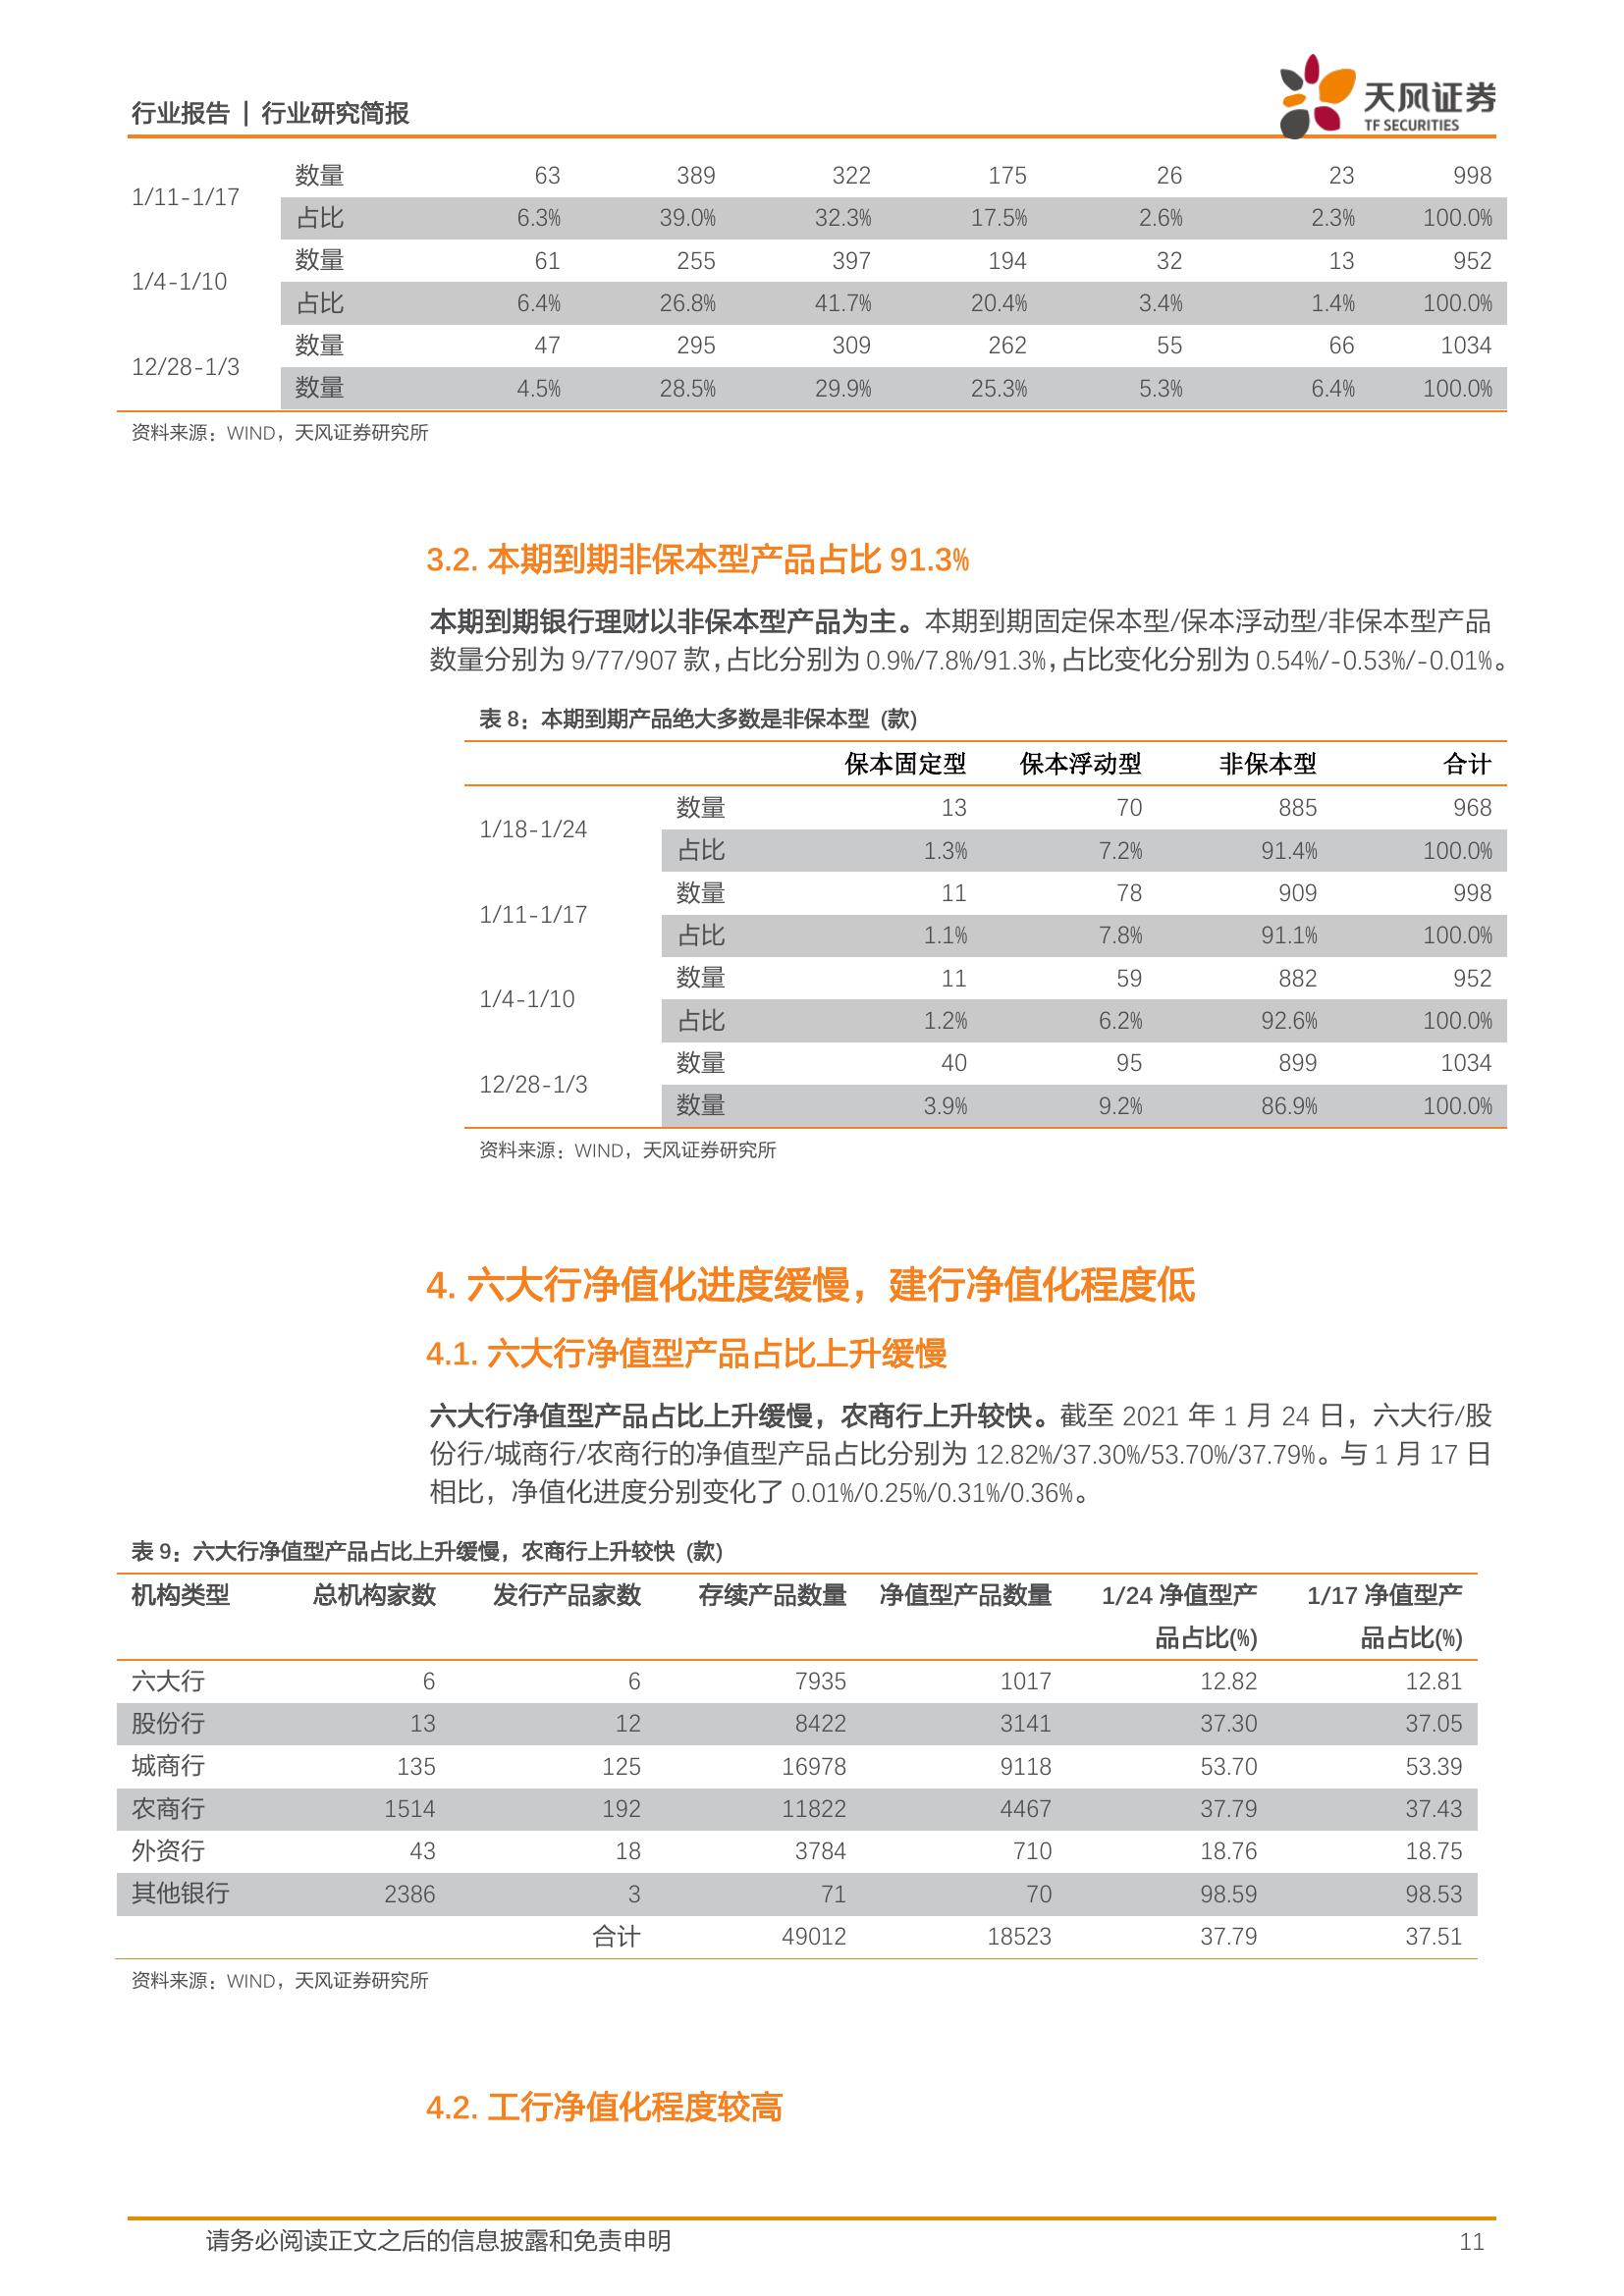 行业报告 | 行业研究简报
天风证券
TF SECURITIES
1/11-1/17 数量 63 389 322 175 26 23 998
占比 6.3% 39.0% 32.3% 17.5% 2.6% 2.3% 100.0%
1/4-1/10 数量 61 255 397 194 32 13 952
占比 6.4% 26.8% 41.7% 20.4% 3.4% 1.4% 100.0%
12/28-1/3 数量 47 295 309 262 55 66 1034
数量 4.5% 28.5% 29.9% 25.3% 5.3% 6.4% 100.0%
资料来源：WIND，天风证券研究所
3.2. 本期到期非保本型产品占比 91.3%
本期到期银行理财以非保本型产品为主。本期到期固定保本型/保本浮动型/非保本型产品
数量分别为 9/77/907 款，占比分别为 0.9%/7.8%/91.3%，占比变化分别为 0.54%/-0.53%/-0.01%。
表 8：本期到期产品绝大多数是非保本型 (款)
保本固定型 保本浮动型 非保本型 合计
1/18-1/24 数量 13 70 885 968
占比 1.3% 7.2% 91.4% 100.0%
1/11-1/17 数量 11 78 909 998
占比 1.1% 7.8% 91.1% 100.0%
1/4-1/10 数量 11 59 882 952
占比 1.2% 6.2% 92.6% 100.0%
12/28-1/3 数量 40 95 899 1034
数量 3.9% 9.2% 86.9% 100.0%
资料来源：WIND，天风证券研究所
4. 六大行净值化进度缓慢，建行净值化程度低
4.1. 六大行净值型产品占比上升缓慢
六大行净值型产品占比上升缓慢，农商行上升较快。截至 2021 年 1 月 24 日，六大行/股
份行/城商行/农商行的净值型产品占比分别为 12.82%/37.30%/53.70%/37.79%。与 1 月 17 日
相比，净值化进度分别变化了 0.01%/0.25%/0.31%/0.36%。
表 9：六大行净值型产品占比上升缓慢，农商行上升较快 (款)
机构类型 总机构家数 发行产品家数 存续产品数量 净值型产品数量 1/24 净值型产 1/17 净值型产
品占比(%) 品占比(%)
六大行 6 6 7935 1017 12.82 12.81
股份行 13 12 8422 3141 37.30 37.05
城商行 135 125 16978 9118 53.70 53.39
农商行 1514 192 11822 4467 37.79 37.43
外资行 43 18 3784 710 18.76 18.75
其他银行 2386 3 71 70 98.59 98.53
合计 49012 18523 37.79 37.51
资料来源：WIND，天风证券研究所
4.2. 工行净值化程度较高
请务必阅读正文之后的信息披露和免责申明 11